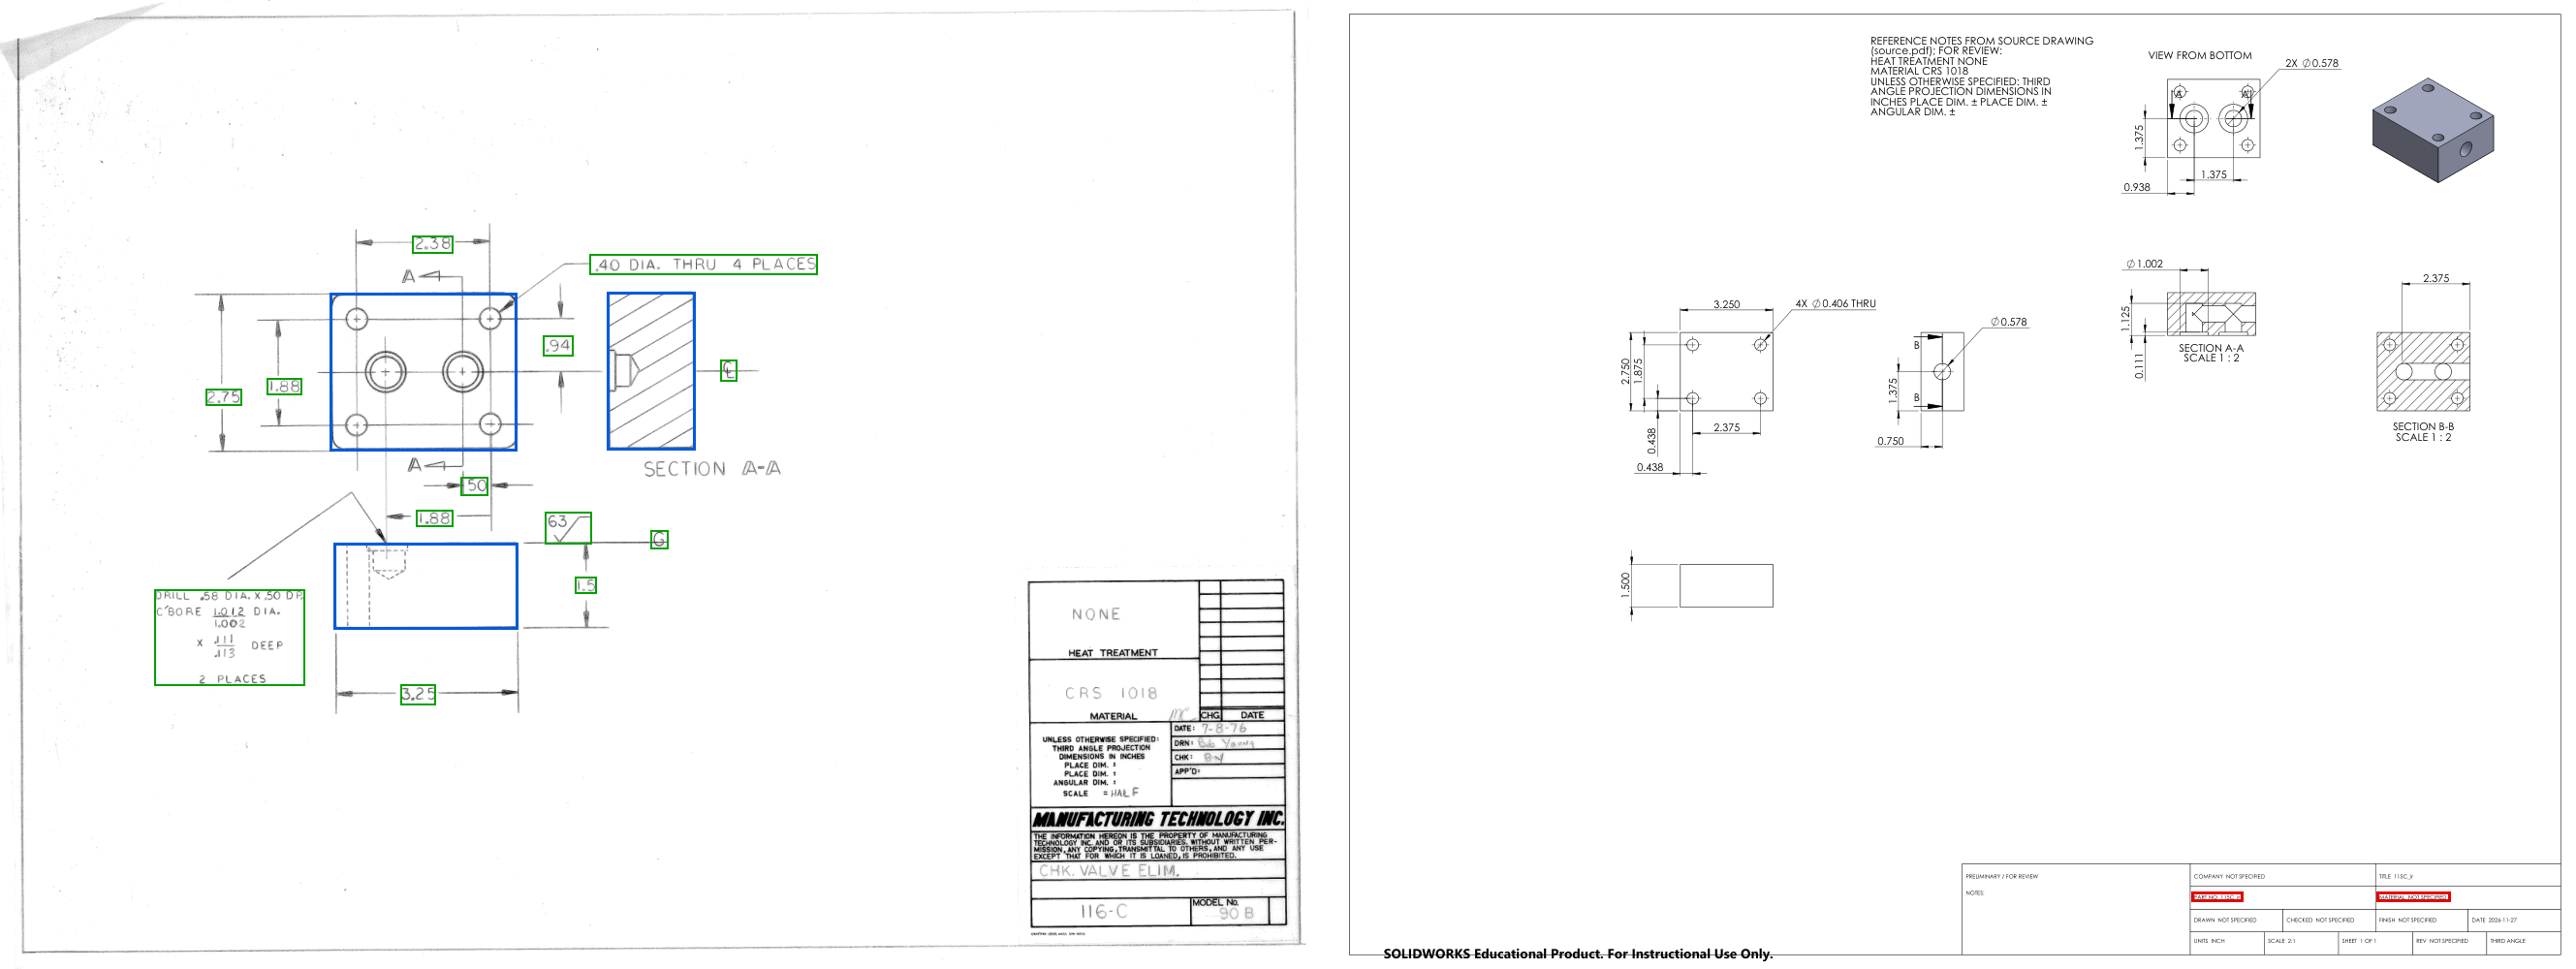 2.38
.40 DIA. THRU 4 PLACES
A
.94
1.88
2.75
℄
A
SECTION A-A
.50
1.88
63
G
1.5
DRILL .58 DIA. X .50 DP.
C'BORE 1.012 DIA.
1.002
X .111 DEEP
.113
2 PLACES
3.25
NONE
HEAT TREATMENT
CRS 1018
MATERIAL
CHG. DATE
UNLESS OTHERWISE SPECIFIED:
THIRD ANGLE PROJECTION
DIMENSIONS IN INCHES
PLACE DIM. ±
PLACE DIM. ±
ANGULAR DIM. ±
SCALE = HALF
DATE: 7-8-76
DRN: Bob Young
CHK:
APP'D:
MANUFACTURING TECHNOLOGY INC.
THE INFORMATION HEREON IS THE PROPERTY OF MANUFACTURING
TECHNOLOGY INC. AND OR ITS SUBSIDIARIES. WITHOUT WRITTEN PER-
MISSION, ANY COPYING, TRANSMITTAL TO OTHERS, AND ANY USE
EXCEPT THAT FOR WHICH IT IS LOANED, IS PROHIBITED.
CHK. VALVE ELIM.
116-C
MODEL No.
90 B
REFERENCE NOTES FROM SOURCE DRAWING
(source.pdf); FOR REVIEW:
HEAT TREATMENT NONE
MATERIAL CRS 1018
UNLESS OTHERWISE SPECIFIED: THIRD
ANGLE PROJECTION DIMENSIONS IN
INCHES PLACE DIM. ± PLACE DIM. ±
ANGULAR DIM. ±
VIEW FROM BOTTOM
2X ∅0.578
A
A
1.375
1.375
0.938
∅1.002
1.125
0.111
SECTION A-A
SCALE 1 : 2
2.375
SECTION B-B
SCALE 1 : 2
3.250
4X ∅0.406 THRU
2.750
1.875
0.438
2.375
0.438
∅0.578
B
B
1.375
0.750
1.500
PRELIMINARY / FOR REVIEW
NOTES:
COMPANY NOT SPECIFIED
MATERIAL NOT SPECIFIED
DRAWN NOT SPECIFIED
CHECKED NOT SPECIFIED
FINISH NOT SPECIFIED
DATE 2026-11-27
UNITS INCH
SCALE 2:1
SHEET 1 OF 1
REV NOT SPECIFIED
THIRD ANGLE
SOLIDWORKS Educational Product. For Instructional Use Only.